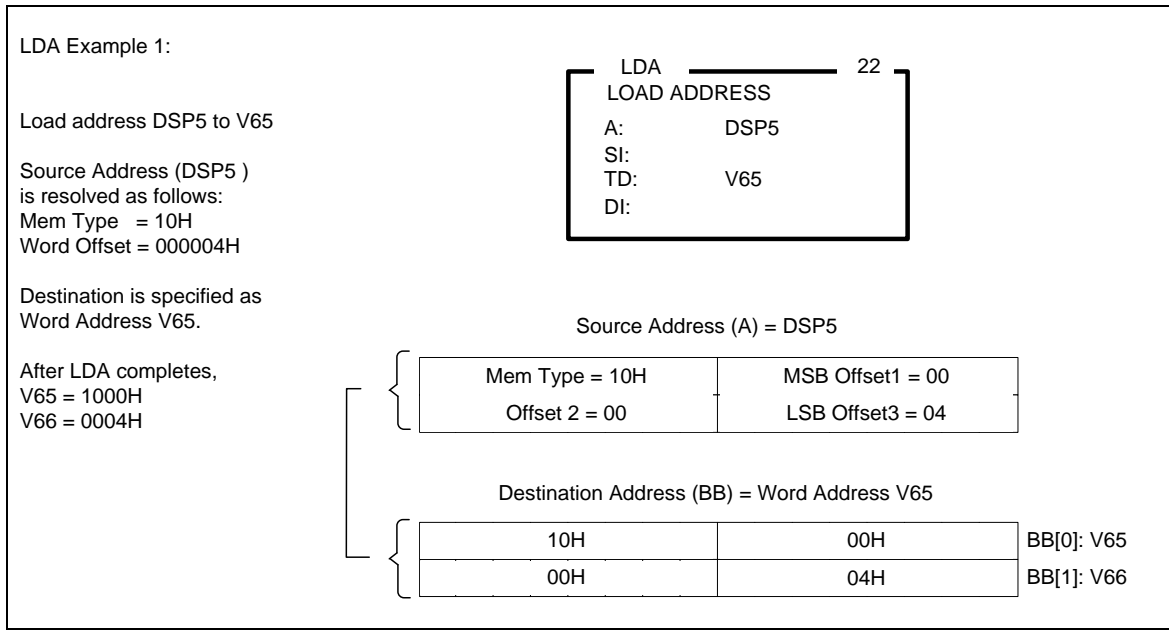 LDA Example 1:
Load address DSP5 to V65
Source Address (DSP5 )
is resolved as follows:
Mem Type = 10H
Word Offset = 000004H
Destination is specified as
Word Address V65.
After LDA completes,
V65 = 1000H
V66 = 0004H
LDA 22
LOAD ADDRESS
A: DSP5
SI:
TD: V65
DI:
Source Address (A) = DSP5
Mem Type = 10H MSB Offset1 = 00
Offset 2 = 00 LSB Offset3 = 04
Destination Address (BB) = Word Address V65
10H 00H BB[0]: V65
00H 04H BB[1]: V66